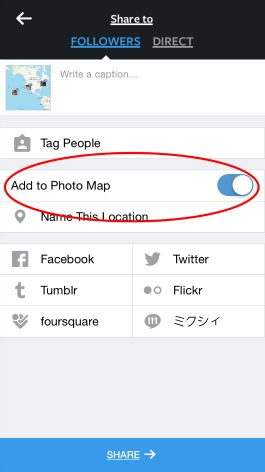 Share to
FOLLOWERS DIRECT
Write a caption...
Tag People
Add to Photo Map
Name This Location
Facebook Twitter
Tumblr Flickr
foursquare ミクシィ
SHARE